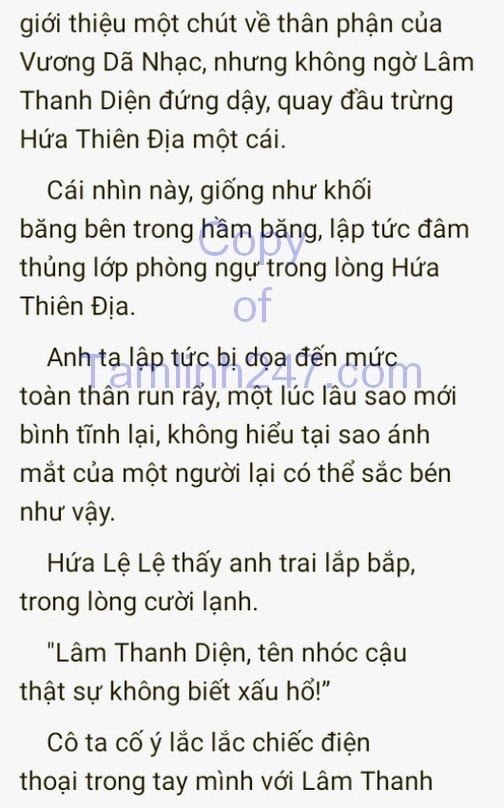 giới thiệu một chút về thân phận của
Vương Dã Nhạc, nhưng không ngờ Lâm
Thanh Diện đứng dậy, quay đầu trừng
Hứa Thiên Địa một cái.
Cái nhìn này, giống như khối
băng bên trong hầm băng, lập tức đâm
thủng lớp phòng ngự trong lòng Hứa
Thiên Địa.
Anh ta lập tức bị dọa đến mức
toàn thân run rẩy, một lúc lâu sao mới
bình tĩnh lại, không hiểu tại sao ánh
mắt của một người lại có thể sắc bén
như vậy.
Hứa Lệ Lệ thấy anh trai lắp bắp,
trong lòng cười lạnh.
"Lâm Thanh Diện, tên nhóc cậu
thật sự không biết xấu hổ!”
Cô ta cố ý lắc lắc chiếc điện
thoại trong tay mình với Lâm Thanh
Copy
of
Tamlinh247.com